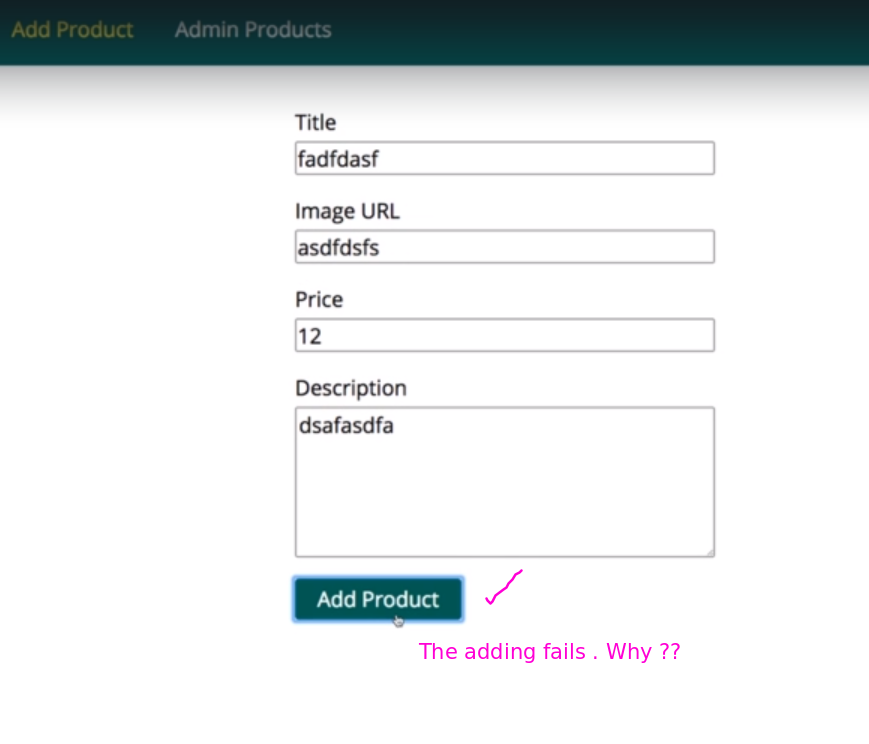 Add Product Admin Products
Title
fadfdasf
Image URL
asdfdsfs
Price
12
Description
dsafasdfa
Add Product
The adding fails . Why ??